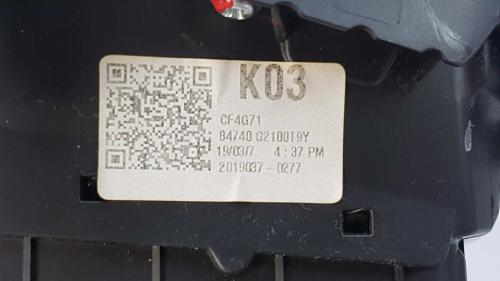 K03
CF4G71
84740 G2100T9Y
19/03/7 4:37 PM
2019037-0277